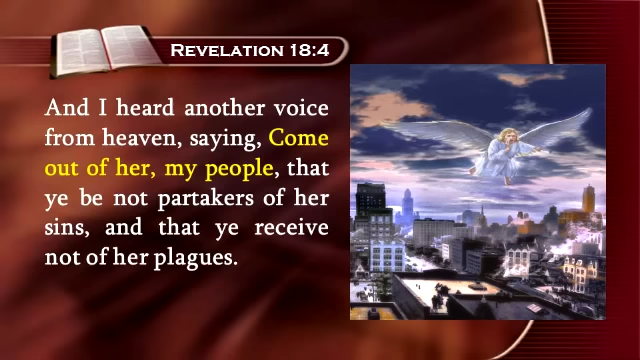 Revelation 18:4
And I heard another voice
from heaven, saying, Come
out of her, my people, that
ye be not partakers of her
sins, and that ye receive
not of her plagues.